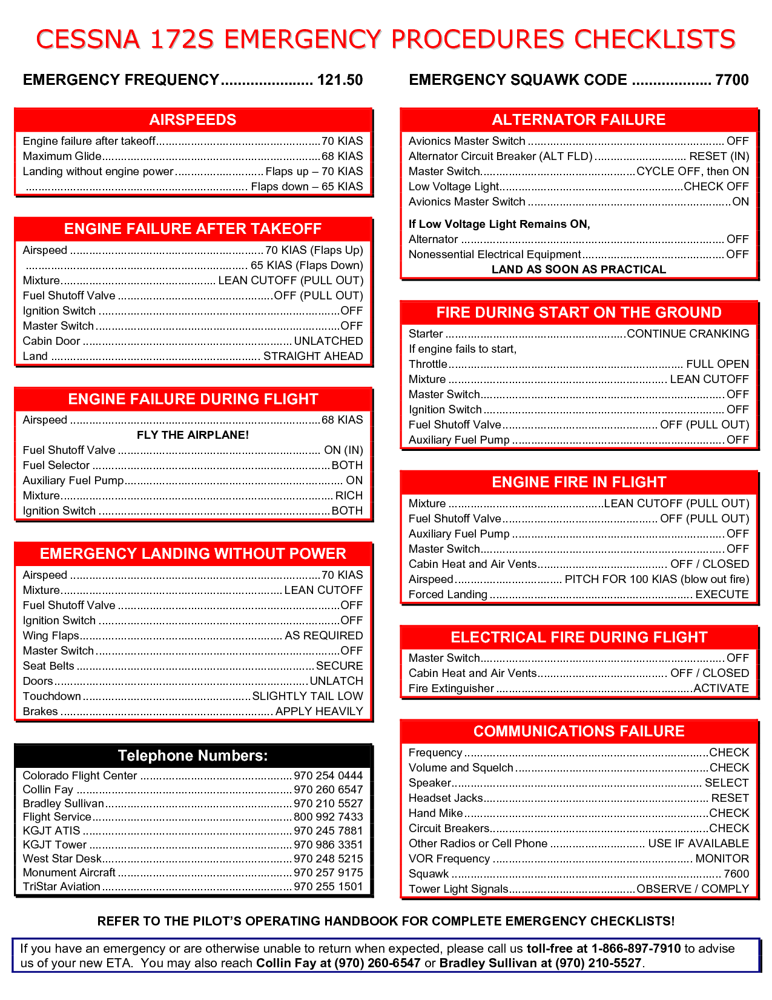 CESSNA 172S EMERGENCY PROCEDURES CHECKLISTS
EMERGENCY FREQUENCY...................... 121.50
EMERGENCY SQUAWK CODE ................... 7700
AIRSPEEDS
Engine failure after takeoff....................................................70 KIAS
Maximum Glide.....................................................................68 KIAS
Landing without engine power............................ Flaps up – 70 KIAS
...................................................................... Flaps down – 65 KIAS
ENGINE FAILURE AFTER TAKEOFF
Airspeed ............................................................. 70 KIAS (Flaps Up)
...................................................................... 65 KIAS (Flaps Down)
Mixture................................................. LEAN CUTOFF (PULL OUT)
Fuel Shutoff Valve .................................................OFF (PULL OUT)
Ignition Switch ............................................................................OFF
Master Switch .............................................................................OFF
Cabin Door .................................................................. UNLATCHED
Land .................................................................. STRAIGHT AHEAD
ENGINE FAILURE DURING FLIGHT
Airspeed ...............................................................................68 KIAS
FLY THE AIRPLANE!
Fuel Shutoff Valve ................................................................ ON (IN)
Fuel Selector ...........................................................................BOTH
Auxiliary Fuel Pump..................................................................... ON
Mixture...................................................................................... RICH
Ignition Switch .........................................................................BOTH
EMERGENCY LANDING WITHOUT POWER
Airspeed ...............................................................................70 KIAS
Mixture...................................................................... LEAN CUTOFF
Fuel Shutoff Valve ......................................................................OFF
Ignition Switch ............................................................................OFF
Wing Flaps................................................................ AS REQUIRED
Master Switch .............................................................................OFF
Seat Belts ........................................................................... SECURE
Doors................................................................................ UNLATCH
Touchdown .....................................................SLIGHTLY TAIL LOW
Brakes ................................................................... APPLY HEAVILY
Telephone Numbers:
Colorado Flight Center ................................................ 970 254 0444
Collin Fay .................................................................... 970 260 6547
Bradley Sullivan........................................................... 970 210 5527
Flight Service............................................................... 800 992 7433
KGJT ATIS .................................................................. 970 245 7881
KGJT Tower ................................................................ 970 986 3351
West Star Desk............................................................ 970 248 5215
Monument Aircraft ....................................................... 970 257 9175
TriStar Aviation ............................................................ 970 255 1501
ALTERNATOR FAILURE
Avionics Master Switch .............................................................. OFF
Alternator Circuit Breaker (ALT FLD) ............................. RESET (IN)
Master Switch.................................................CYCLE OFF, then ON
Low Voltage Light..........................................................CHECK OFF
Avionics Master Switch ................................................................ON
If Low Voltage Light Remains ON,
Alternator ................................................................................... OFF
Nonessential Electrical Equipment............................................. OFF
LAND AS SOON AS PRACTICAL
FIRE DURING START ON THE GROUND
Starter .........................................................CONTINUE CRANKING
If engine fails to start,
Throttle.......................................................................... FULL OPEN
Mixture ..................................................................... LEAN CUTOFF
Master Switch............................................................................. OFF
Ignition Switch ............................................................................ OFF
Fuel Shutoff Valve................................................. OFF (PULL OUT)
Auxiliary Fuel Pump ................................................................... OFF
ENGINE FIRE IN FLIGHT
Mixture .................................................LEAN CUTOFF (PULL OUT)
Fuel Shutoff Valve................................................. OFF (PULL OUT)
Auxiliary Fuel Pump ................................................................... OFF
Master Switch............................................................................. OFF
Cabin Heat and Air Vents......................................... OFF / CLOSED
Airspeed.................................. PITCH FOR 100 KIAS (blow out fire)
Forced Landing ................................................................ EXECUTE
ELECTRICAL FIRE DURING FLIGHT
Master Switch............................................................................. OFF
Cabin Heat and Air Vents......................................... OFF / CLOSED
Fire Extinguisher ..............................................................ACTIVATE
COMMUNICATIONS FAILURE
Frequency .............................................................................CHECK
Volume and Squelch .............................................................CHECK
Speaker............................................................................... SELECT
Headset Jacks....................................................................... RESET
Hand Mike.............................................................................CHECK
Circuit Breakers.....................................................................CHECK
Other Radios or Cell Phone .............................. USE IF AVAILABLE
VOR Frequency ............................................................... MONITOR
Squawk ..................................................................................... 7600
Tower Light Signals........................................OBSERVE / COMPLY
REFER TO THE PILOT’S OPERATING HANDBOOK FOR COMPLETE EMERGENCY CHECKLISTS!
If you have an emergency or are otherwise unable to return when expected, please call us toll-free at 1-866-897-7910 to advise
us of your new ETA. You may also reach Collin Fay at (970) 260-6547 or Bradley Sullivan at (970) 210-5527.